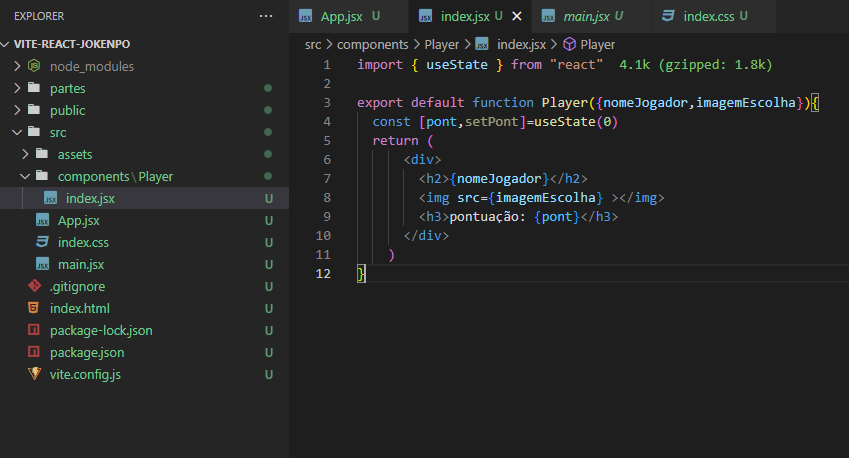 EXPLORER ...
VITE-REACT-JOKENPO
node_modules
partes
public
src
assets
components\Player
index.jsx U
App.jsx U
index.css U
main.jsx U
.gitignore U
index.html U
package-lock.json U
package.json U
vite.config.js U
JSX App.jsx U JSX index.jsx U JSX main.jsx U index.css U
src > components > Player > JSX index.jsx > Player
1 import { useState } from "react" 4.1k (gzipped: 1.8k)
2
3 export default function Player({nomeJogador,imagemEscolha}){
4 const [pont,setPont]=useState(0)
5 return (
6 <div>
7 <h2>{nomeJogador}</h2>
8 <img src={imagemEscolha} ></img>
9 <h3>pontuação: {pont}</h3>
10 </div>
11 )
12 }